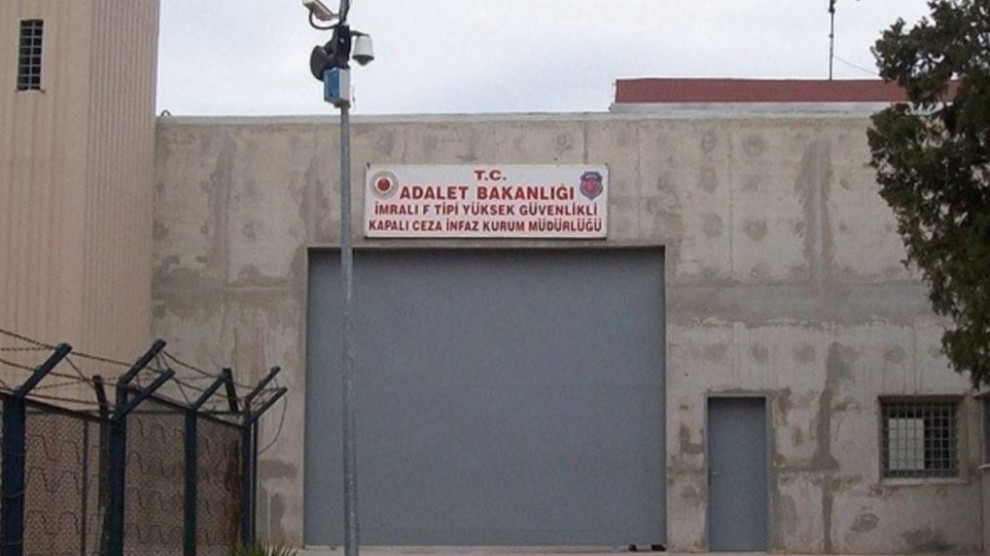 T.C.
ADALET BAKANLIĞI
İMRALI F TİPİ YÜKSEK GÜVENLİKLİ
KAPALI CEZA İNFAZ KURUM MÜDÜRLÜĞÜ